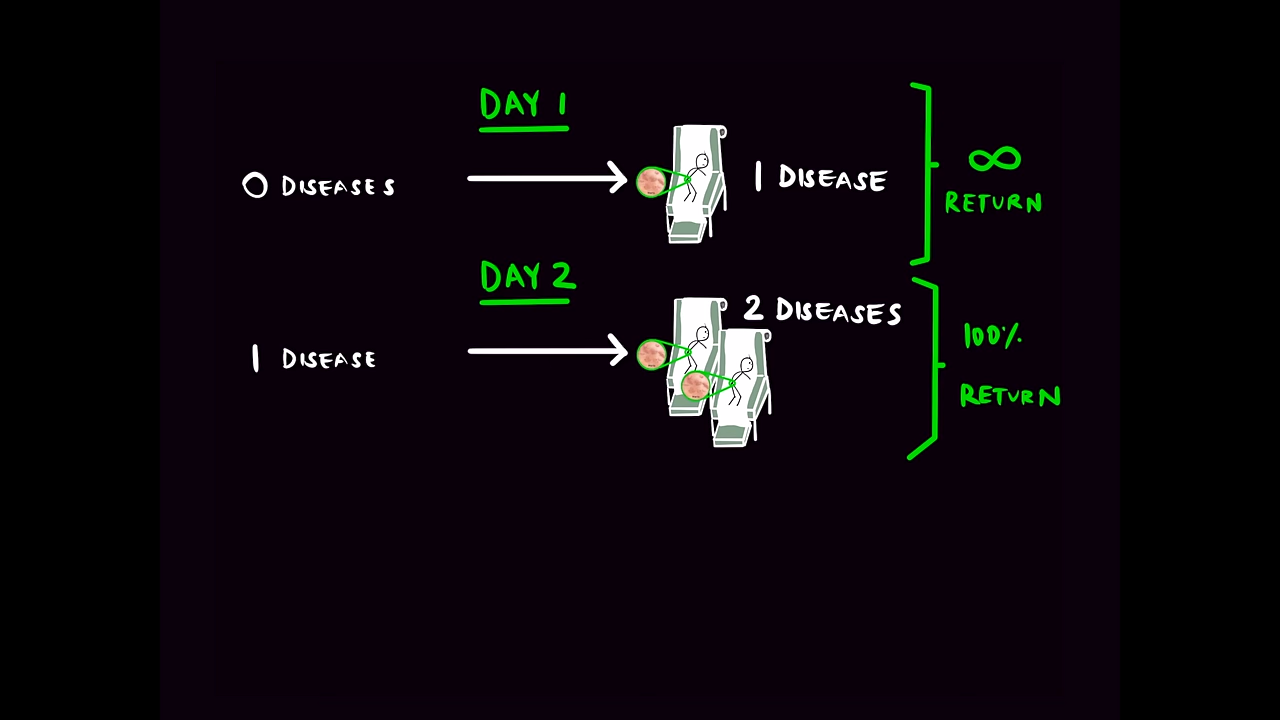 DAY 1
0 DISEASES
1 DISEASE
∞
RETURN
DAY 2
1 DISEASE
2 DISEASES
100%
RETURN